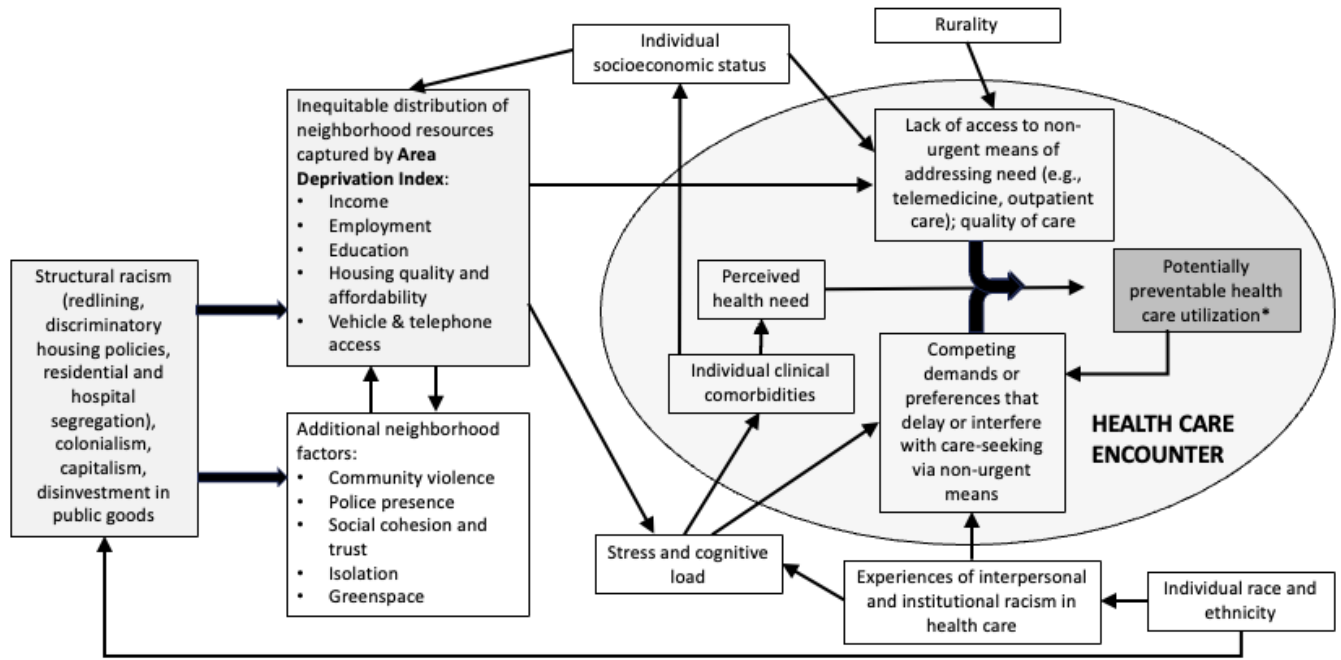 Individual
socioeconomic status
Rurality
Inequitable distribution of
neighborhood resources
captured by Area
Deprivation Index:
• Income
• Employment
• Education
• Housing quality and
affordability
• Vehicle & telephone
access
Lack of access to non-
urgent means of
addressing need (e.g.,
telemedicine, outpatient
care); quality of care
Structural racism
(redlining,
discriminatory
housing policies,
residential and
hospital
segregation),
colonialism,
capitalism,
disinvestment in
public goods
Perceived
health need
Potentially
preventable health
care utilization*
Individual clinical
comorbidities
Competing
demands or
preferences that
delay or interfere
with care-seeking
via non-urgent
means
HEALTH CARE
ENCOUNTER
Additional neighborhood
factors:
• Community violence
• Police presence
• Social cohesion and
trust
• Isolation
• Greenspace
Stress and cognitive
load
Experiences of interpersonal
and institutional racism in
health care
Individual race and
ethnicity